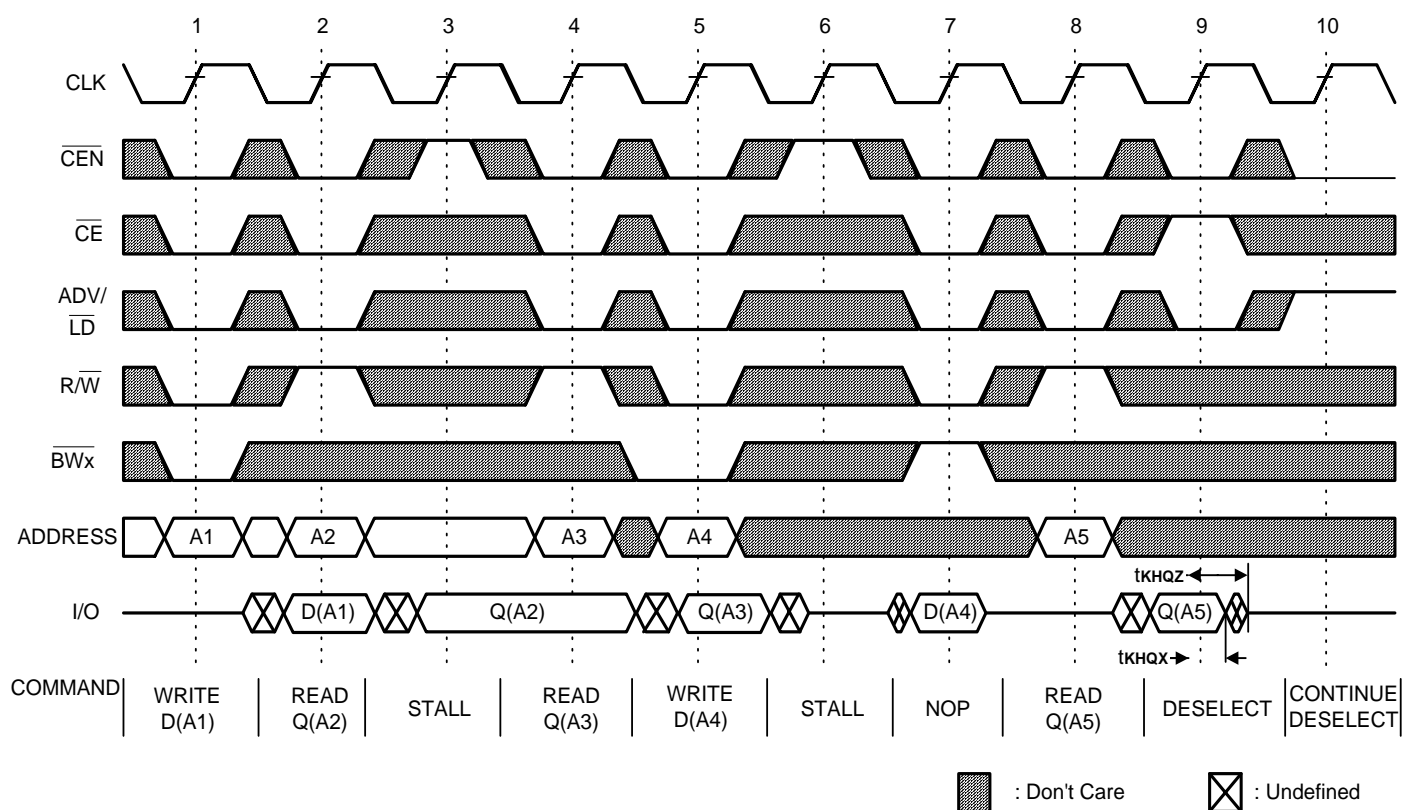 1 2 3 4 5 6 7 8 9 10
CLK
CEN
CE
ADV/
LD
R/W
BWx
ADDRESS A1 A2 A3 A4 A5
tKHQZ
I/O D(A1) Q(A2) Q(A3) D(A4) Q(A5)
tKHQX
COMMAND
WRITE D(A1)
READ Q(A2)
STALL
READ Q(A3)
WRITE D(A4)
STALL
NOP
READ Q(A5)
DESELECT
CONTINUE DESELECT
: Don't Care : Undefined